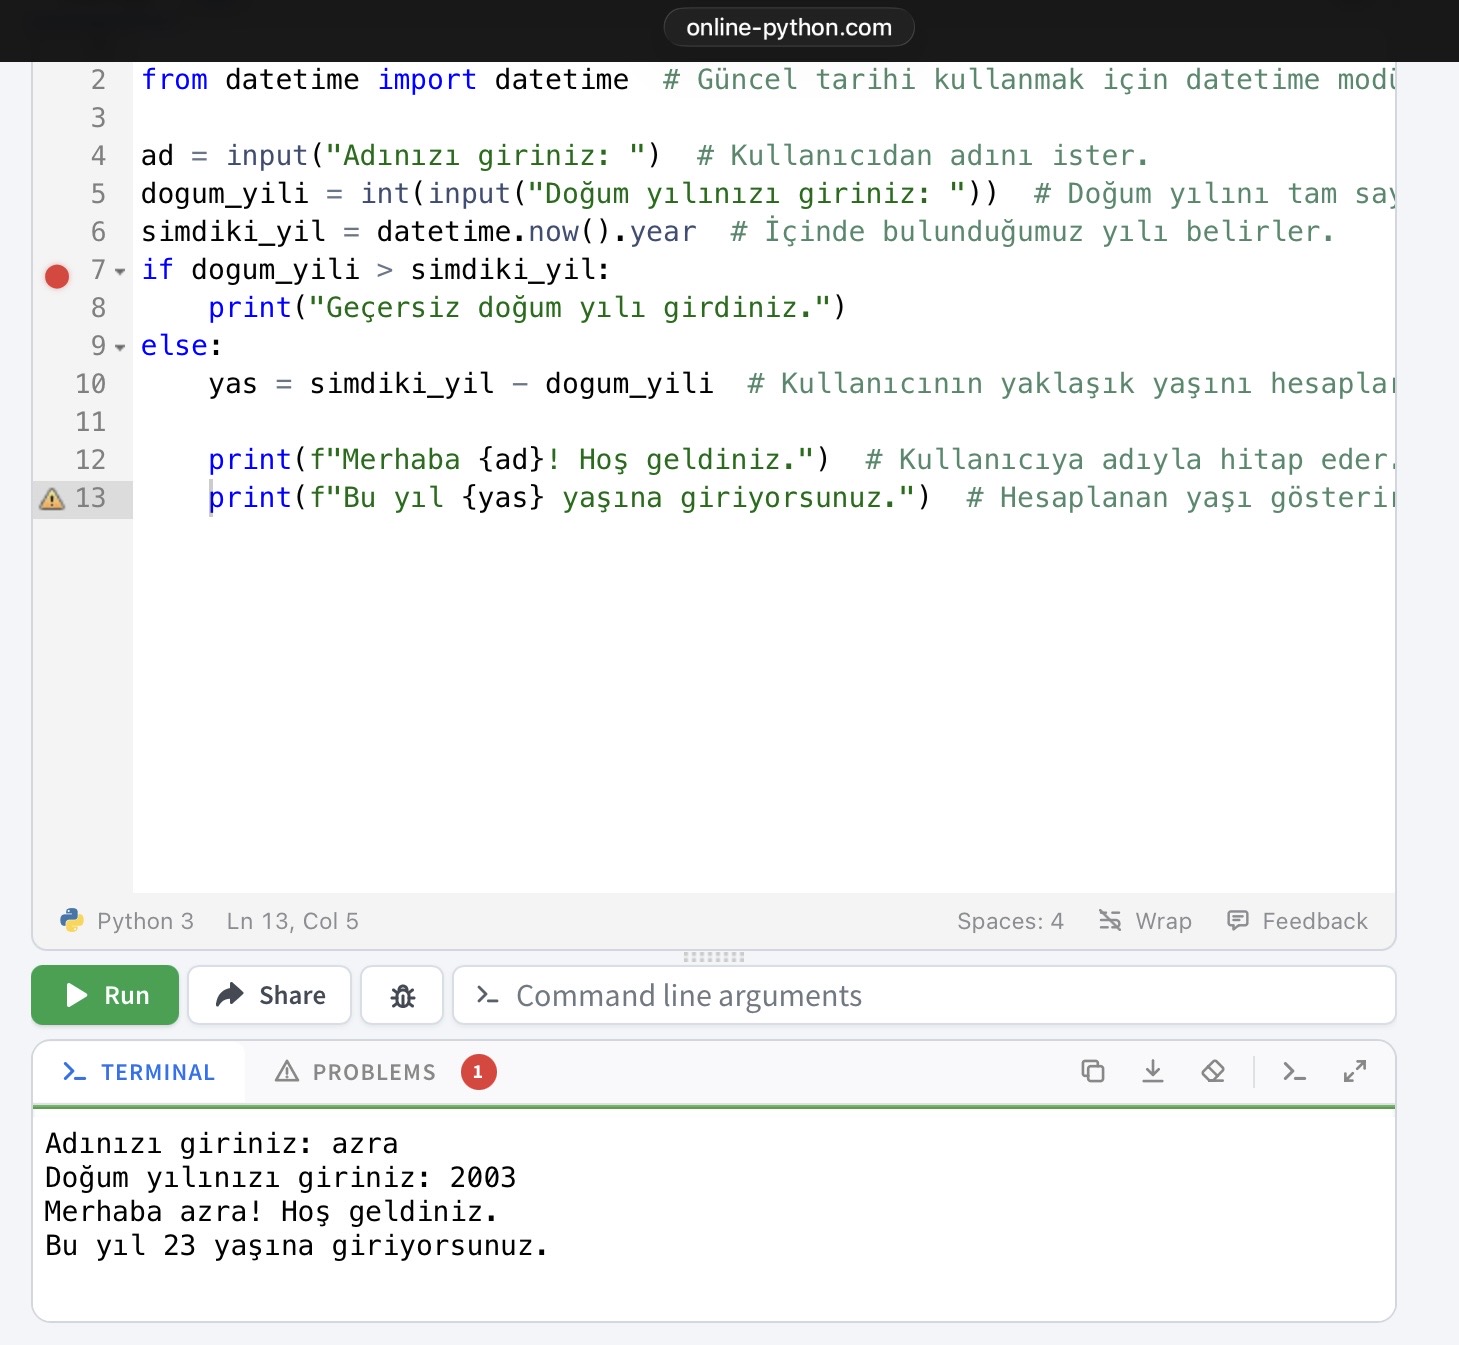 online-python.com
2 from datetime import datetime # Güncel tarihi kullanmak için datetime
3
4 ad = input("Adınızı giriniz: ") # Kullanıcıdan adını ister.
5 dogum_yili = int(input("Doğum yılınızı giriniz: ")) # Doğum yılını tam
6 simdiki_yil = datetime.now().year # İçinde bulunduğumuz yılı belirler.
7 if dogum_yili > simdiki_yil:
8 print("Geçersiz doğum yılı girdiniz.")
9 else:
10 yas = simdiki_yil - dogum_yili # Kullanıcının yaklaşık yaşını
11
12 print(f"Merhaba {ad}! Hoş geldiniz.") # Kullanıcıya adıyla hitap eder.
13 print(f"Bu yıl {yas} yaşına giriyorsunuz.") # Hesaplanan yaşı
Python 3 Ln 13, Col 5 Spaces: 4 Wrap Feedback
Run Share Command line arguments
TERMINAL PROBLEMS 1
Adınızı giriniz: azra
Doğum yılınızı giriniz: 2003
Merhaba azra! Hoş geldiniz.
Bu yıl 23 yaşına giriyorsunuz.